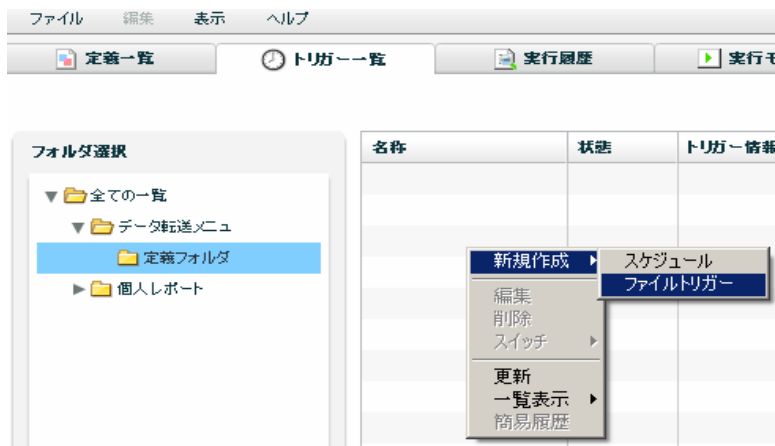 ファイル 編集 表示 ヘルプ
定義一覧 トリガー一覧 実行履歴 実行モ
フォルダ選択 名称 状態 トリガー情報
全ての一覧
データ転送メニュ
定義フォルダ
個人レポート
新規作成 スケジュール
ファイルトリガー
編集
削除
スイッチ
更新
一覧表示
簡易履歴